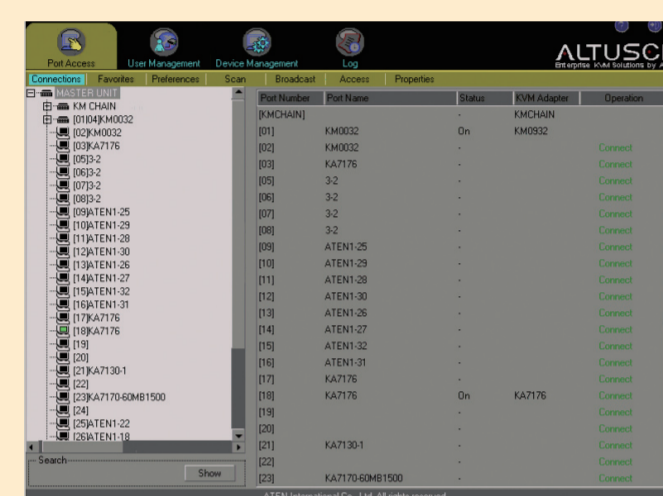 Port Access
User Management
Device Management
Log
ALTUSC
Enterprise KVM Solutions by A
Connections Favorites Preferences Scan Broadcast Access Properties
MASTER UNIT
KM CHAIN
[01|04]KM0032
[02]KM0032
[03]KA7176
[05]3-2
[06]3-2
[07]3-2
[08]3-2
[09]ATEN1-25
[10]ATEN1-29
[11]ATEN1-28
[12]ATEN1-30
[13]ATEN1-26
[14]ATEN1-27
[15]ATEN1-32
[16]ATEN1-31
[17]KA7176
[18]KA7176
[19]
[20]
[21]KA7130-1
[22]
[23]KA7170-60MB1500
[24]
[25]ATEN1-22
[26]ATEN1-18
Search
Show
Port Number Port Name Status KVM Adapter Operation
[KMCHAIN] - KMCHAIN
[01] KM0032 On KM0932
[02] KM0032 - Connect
[03] KA7176 - Connect
[05] 3-2 - Connect
[06] 3-2 - Connect
[07] 3-2 - Connect
[08] 3-2 - Connect
[09] ATEN1-25 - Connect
[10] ATEN1-29 - Connect
[11] ATEN1-28 - Connect
[12] ATEN1-30 - Connect
[13] ATEN1-26 - Connect
[14] ATEN1-27 - Connect
[15] ATEN1-32 - Connect
[16] ATEN1-31 - Connect
[17] KA7176 - Connect
[18] KA7176 On KA7176 Connect
[19] - Connect
[20] - Connect
[21] KA7130-1 - Connect
[22] - Connect
[23] KA7170-60MB1500 - Connect
ATEN International Co., Ltd. All rights reserved.